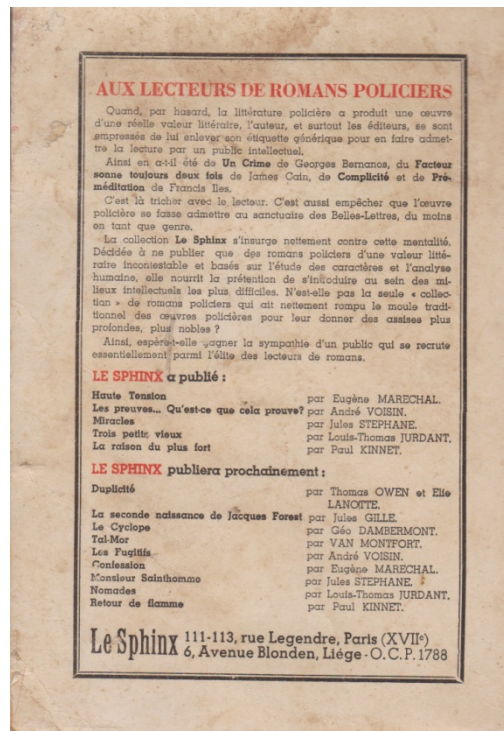 AUX LECTEURS DE ROMANS POLICIERS
Quand, par hasard, la littérature policière a produit une œuvre
d'une réelle valeur littéraire, l'auteur, et surtout les éditeurs, se sont
empressés de lui enlever son étiquette générique pour en faire admet-
tre la lecture par un public intellectuel.
Ainsi en a-t-il été de Un Crime de Georges Bernanos, du Facteur
sonne toujours deux fois de James Cain, de Complicité et de Pré-
méditation de Francis Iles.
C'est là tricher avec le lecteur. C'est aussi empêcher que l'œuvre
policière se fasse admettre au sanctuaire des Belles-Lettres, du moins
en tant que genre.
La collection Le Sphinx s'insurge nettement contre cette mentalité.
Décidée à ne publier que des romans policiers d'une valeur litté-
raire incontestable et basés sur l'étude des caractères et l'analyse
humaine, elle nourrit la prétention de s'introduire au sein des mi-
lieux intellectuels les plus difficiles. N'est-elle pas la seule « collec-
tion » de romans policiers qui ait nettement rompu le moule tradi-
tionnel des œuvres policières pour leur donner des assises plus
profondes, plus nobles ?
Ainsi, espère-t-elle gagner la sympathie d'un public qui se recrute
essentiellement parmi l'élite des lecteurs de romans.
LE SPHINX a publié :
Haute Tension par Eugène MARECHAL.
Les preuves... Qu'est-ce que cela prouve? par André VOISIN.
Miracles par Jules STEPHANE.
Trois petits vieux par Louis-Thomas JURDANT.
La raison du plus fort par Paul KINNET.
LE SPHINX publiera prochainement :
Duplicité par Thomas OWEN et Elie
LANOTTE.
La seconde naissance de Jacques Forest par Jules GILLE.
Le Cyclope par Géo DAMBERMONT.
Tal-Mor par VAN MONTFORT.
Les Fugitifs par André VOISIN.
Confession par Eugène MARECHAL.
Monsieur Sainthomme par Jules STEPHANE.
Nomades par Louis-Thomas JURDANT.
Retour de flamme par Paul KINNET.
Le Sphinx 111-113, rue Legendre, Paris (XVIIe)
6, Avenue Blonden, Liége - O.C.P. 1788